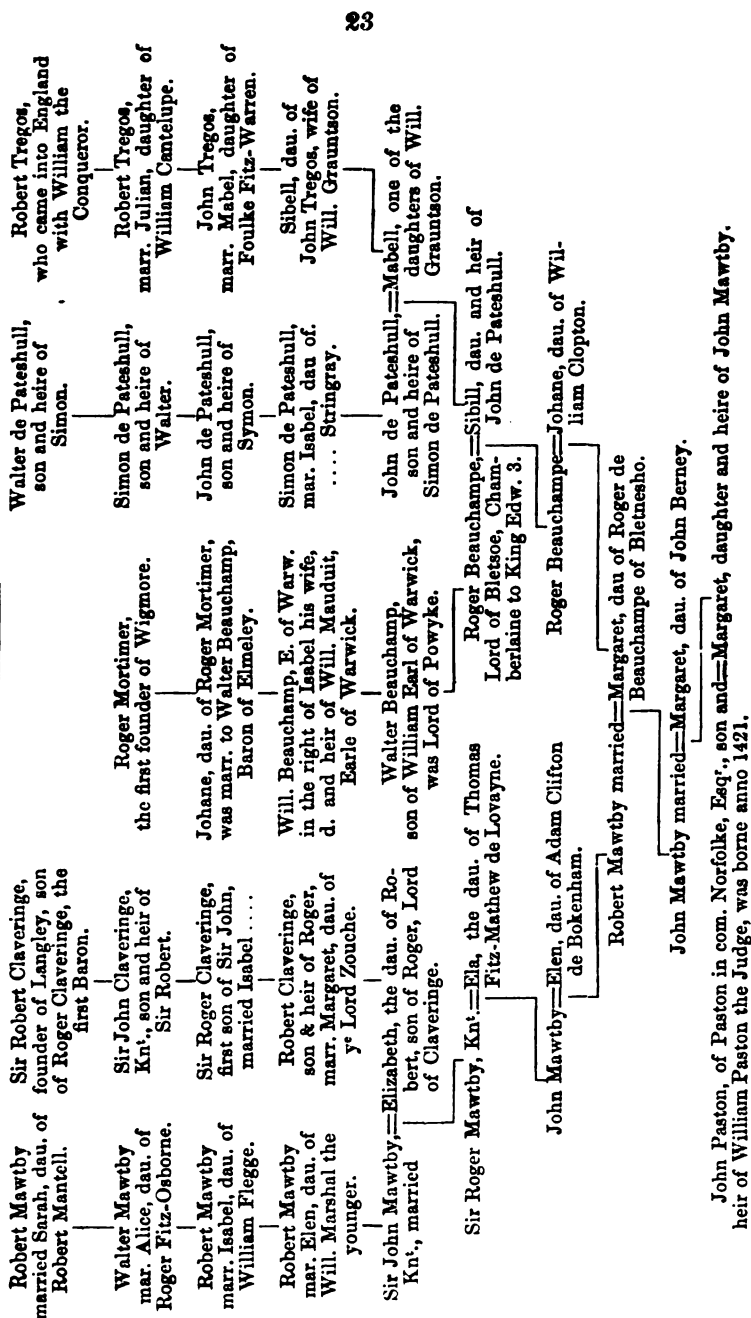 23
Robert Mawtby
married Sarah, dau. of
Robert Mantell.
Sir Robert Claveringe,
founder of Langley, son
of Roger Claveringe, the
first Baron.
Walter de Pateshull,
son and heire of
Simon.
Robert Tregos,
who came into England
with William the
Conqueror.
Walter Mawtby
mar. Alice, dau. of
Roger Fitz-Osborne.
Sir John Claveringe,
Knt., son and heir of
Sir Robert.
Roger Mortimer,
the first founder of Wigmore.
Simon de Pateshull,
son and heire of
Walter.
Robert Tregos,
marr. Julian, daughter of
William Cantelupe.
Robert Mawtby
marr. Isabel, dau. of
William Flegge.
Sir Roger Claveringe,
first son of Sir John,
married Isabel ....
Johane, dau. of Roger Mortimer,
was marr. to Walter Beauchamp,
Baron of Elmeley.
John de Pateshull,
son and heire of
Symon.
John Tregos,
marr. Mabel, daughter of
Foulke Fitz-Warren.
Robert Mawtby
mar. Elen, dau. of
Will. Marshal the
younger.
Robert Claveringe,
son & heir of Roger,
marr. Margaret, dau. of
ye Lord Zouche.
Will. Beauchamp, E. of Warw.
in the right of Isabel his wife,
d. and heir of Will. Mauduit,
Earle of Warwick.
Simon de Pateshull,
mar. Isabel, dau of.
.... Stringray.
Sibell, dau. of
John Tregos, wife of
Will. Grauntson.
Sir John Mawtby,=Elizabeth, the dau. of Ro-
Knt., married
bert, son of Roger, Lord
of Claveringe.
Walter Beauchamp,
son of William Earl of Warwick,
was Lord of Powyke.
John de Pateshull,=Mabell, one of the
son and heire of
Simon de Pateshull.
daughters of Will.
Grauntson.
Sir Roger Mawtby, Knt.=Ela, the dau. of Thomas
Fitz-Mathew de Lovayne.
Roger Beauchampe,=Sibill, dau. and heir of
Lord of Bletsoe, Cham-
berlaine to King Edw. 3.
John de Pateshull.
John Mawtby=Elen, dau. of Adam Clifton
de Bokenham.
Roger Beauchampe=Johane, dau. of Wil-
liam Clopton.
Robert Mawtby married=Margaret, dau of Roger de
Beauchampe of Bletnesho.
John Mawtby married=Margaret, dau. of John Berney.
John Paston, of Paston in com. Norfolke, Esqr., son and=Margaret, daughter and heire of John Mawtby.
heir of William Paston the Judge, was borne anno 1421.